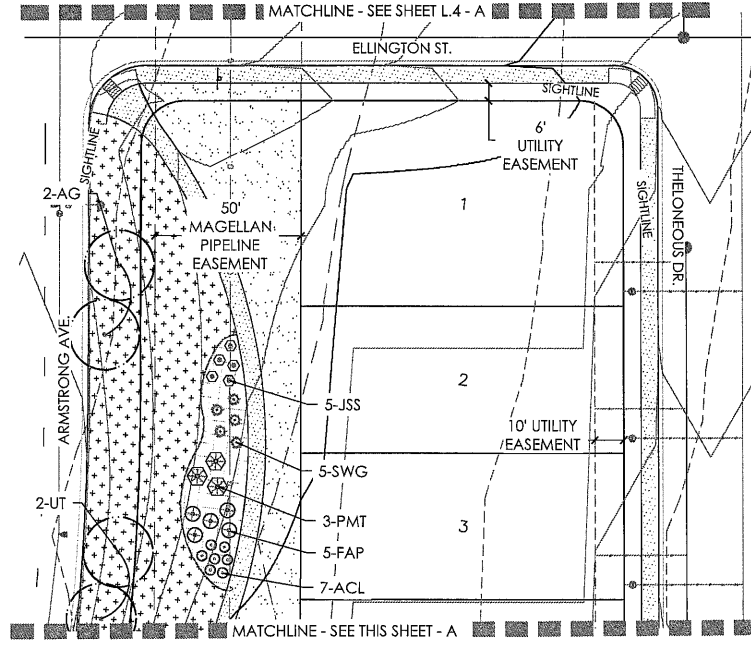 MATCHLINE - SEE SHEET L.4 - A
ELLINGTON ST.
SIGHTLINE
6'
UTILITY
EASEMENT
SIGHTLINE
2-AG
50'
MAGELLAN
PIPELINE
EASEMENT
1
SIGHTLINE
THELONEOUS DR.
ARMSTRONG AVE.
5-JSS
2
10' UTILITY
EASEMENT
5-SWG
2-UT
3-PMT
3
5-FAP
7-ACL
MATCHLINE - SEE THIS SHEET - A